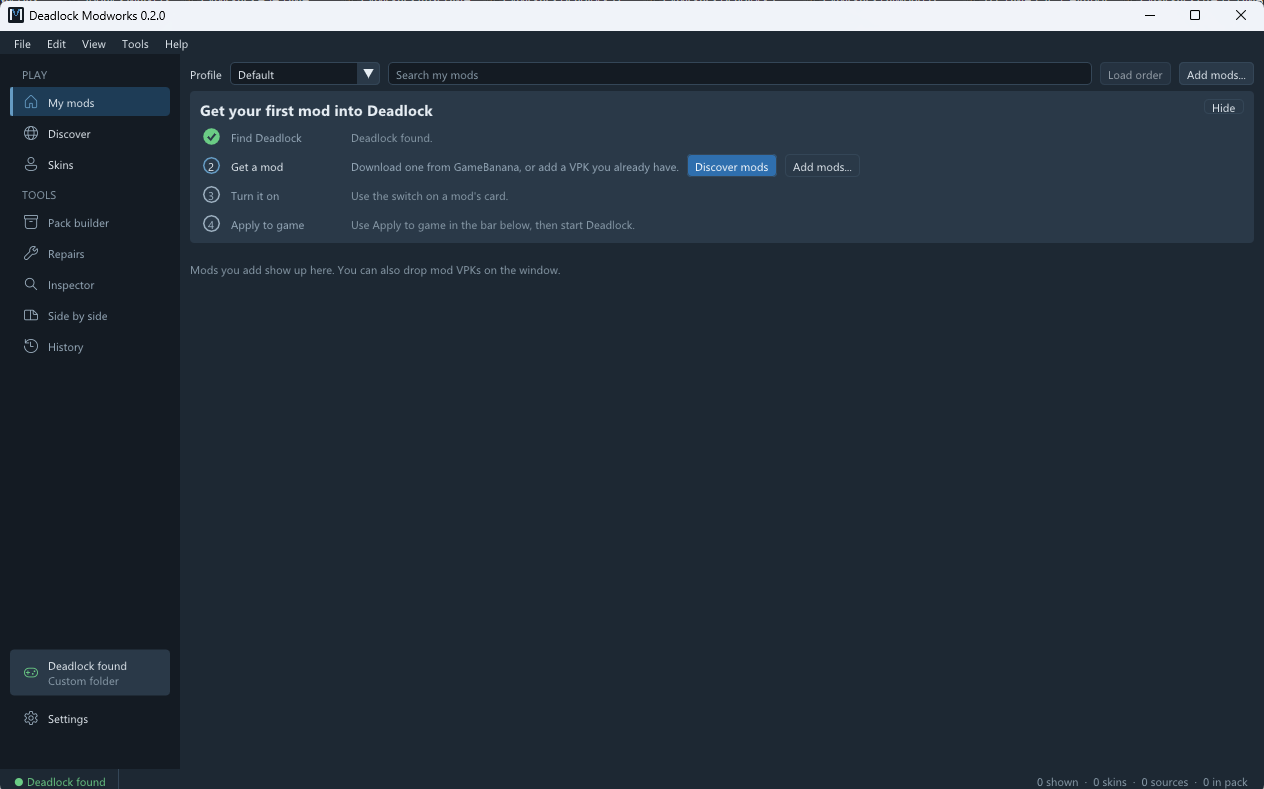 Deadlock Modworks 0.2.0
File Edit View Tools Help
PLAY
My mods
Discover
Skins
TOOLS
Pack builder
Repairs
Inspector
Side by side
History
Deadlock found
Custom folder
Settings
Profile Default Search my mods Load order Add mods...
Get your first mod into Deadlock Hide
Find Deadlock Deadlock found.
2 Get a mod Download one from GameBanana, or add a VPK you already have. Discover mods Add mods...
3 Turn it on Use the switch on a mod's card.
4 Apply to game Use Apply to game in the bar below, then start Deadlock.
Mods you add show up here. You can also drop mod VPKs on the window.
Deadlock found 0 shown · 0 skins · 0 sources · 0 in pack